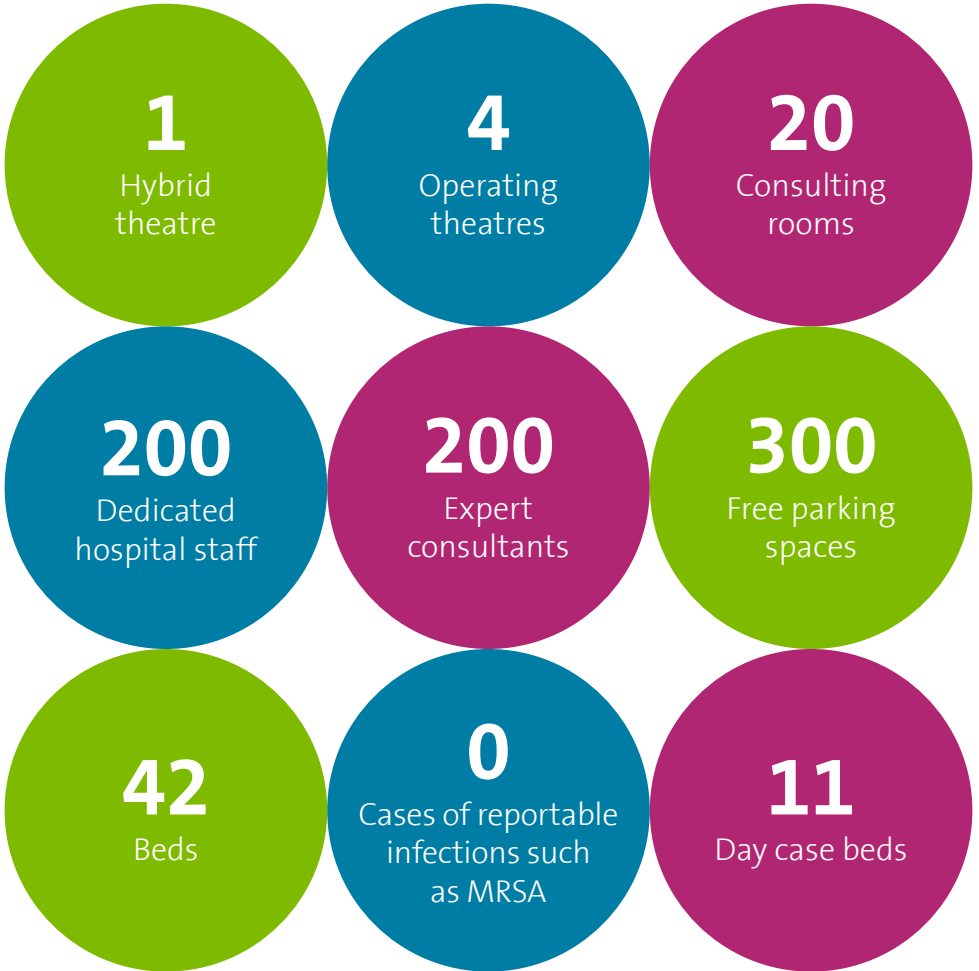 1
Hybrid
theatre
4
Operating
theatres
20
Consulting
rooms
200
Dedicated
hospital staff
200
Expert
consultants
300
Free parking
spaces
42
Beds
0
Cases of reportable
infections such
as MRSA
11
Day case beds